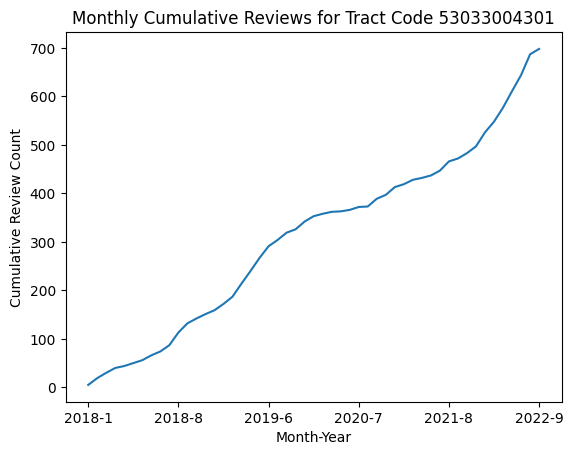 Monthly Cumulative Reviews for Tract Code 53033004301
700
600
500
400
300
200
100
0
Cumulative Review Count
2018-1 2018-8 2019-6 2020-7 2021-8 2022-9
Month-Year